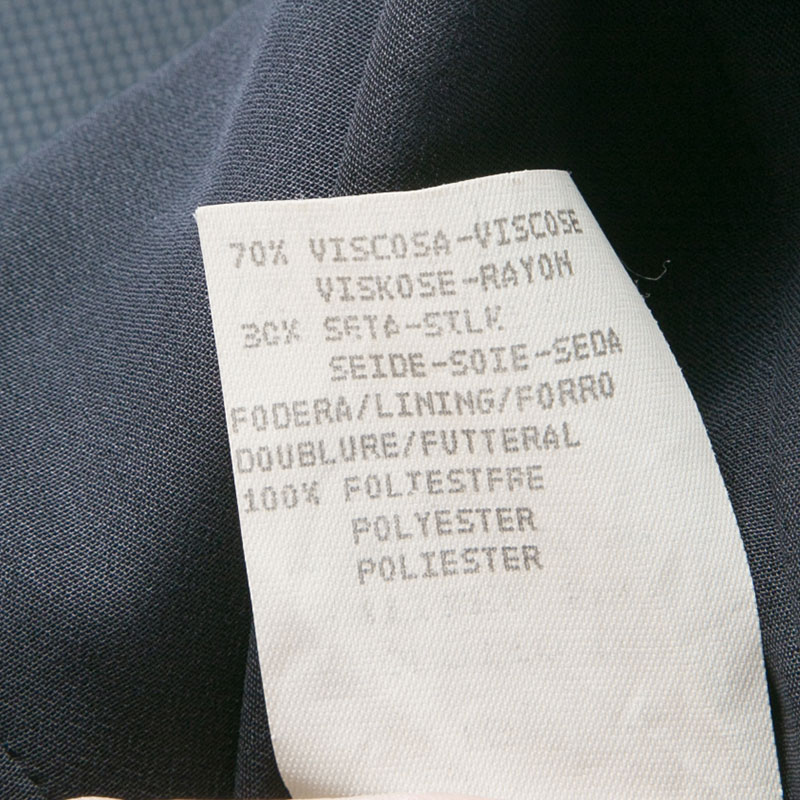 70% VISCOSA-VISCOSE
VISKOSE-RAYON
30% SETA-SILK
SEIDE-SOIE-SEDA
FODERA/LINING/FORRO
DOUBLURE/FUTTERAL
100% POLIESTERE
POLYESTER
POLIESTER